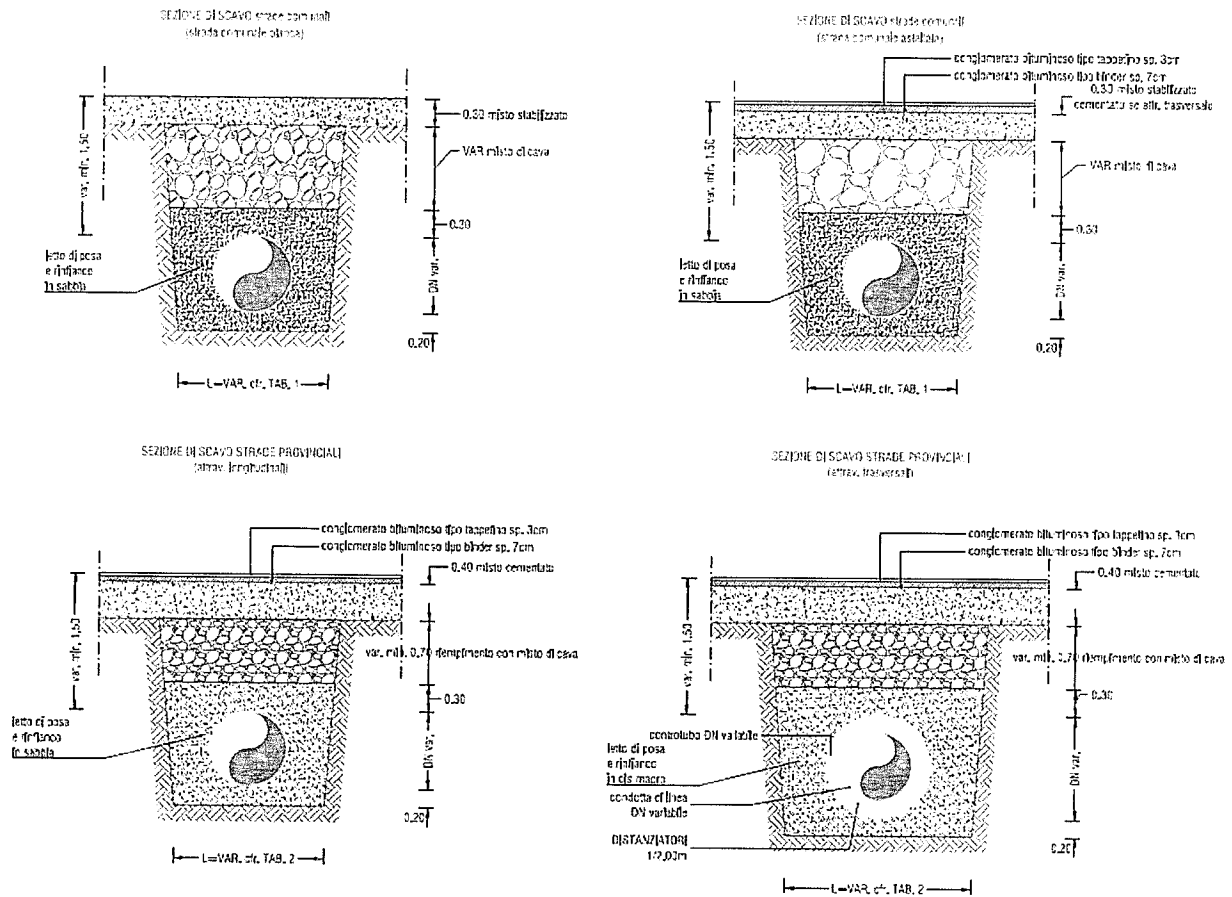 SEZIONE DI SCAVO strade comunali
(strada comunale bianca)
0.30 misto stabilizzato
VAR misto di cava
0.30
var. min. 1,50
letto di posa
e rinfianco
in sabbia
DN var.
0.20
L=VAR. cfr. TAB. 1
SEZIONE DI SCAVO strade comunali
(strada comunale asfaltata)
conglomerato bituminoso tipo tappetino sp. 3cm
conglomerato bituminoso tipo binder sp. 7cm
0.30 misto stabilizzato
cementato se attr. trasversale
VAR misto di cava
0.30
var. min. 1,50
letto di posa
e rinfianco
in sabbia
DN var.
0.20
L=VAR. cfr. TAB. 1
SEZIONE DI SCAVO STRADE PROVINCIALI
(attrav. longitudinali)
conglomerato bituminoso tipo tappetino sp. 3cm
conglomerato bituminoso tipo binder sp. 7cm
0.40 misto cementato
var. min. 0.70 riempimento con misto di cava
0.30
var. min. 1,50
letto di posa
e rinfianco
in sabbia
DN var.
0.20
L=VAR. cfr. TAB. 2
SEZIONE DI SCAVO STRADE PROVINCIALI
(attrav. trasversali)
conglomerato bituminoso tipo tappetino sp. 3cm
conglomerato bituminoso tipo binder sp. 7cm
0.40 misto cementato
var. min. 0.70 riempimento con misto di cava
0.30
var. min. 1,50
controtubo DN variabile
letto di posa
e rinfianco
in cls magro
condotta di linea
DN variabile
DISTANZIATORI
1/2,00m
DN var.
0.20
L=VAR. cfr. TAB. 2